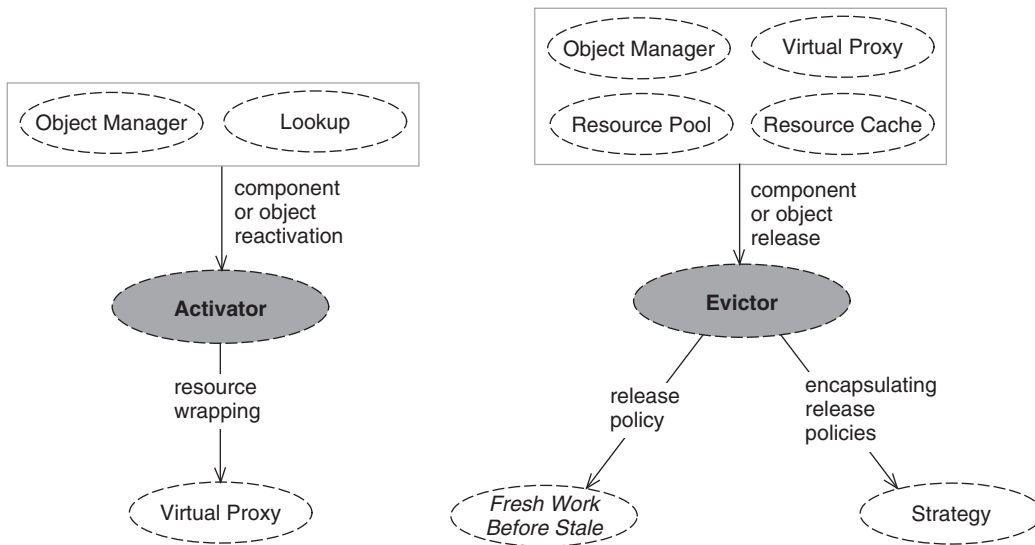 Object Manager
Lookup
component
or object
reactivation
Activator
resource
wrapping
Virtual Proxy
Object Manager
Virtual Proxy
Resource Pool
Resource Cache
component
or object
release
Evictor
release
policy
encapsulating
release
policies
Fresh Work
Before Stale
Strategy